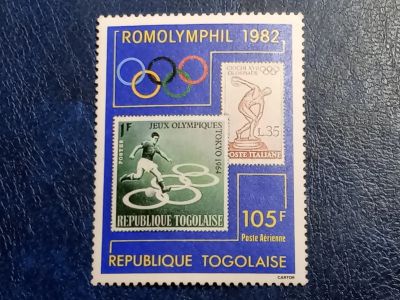 ROMOLYMPHIL 1982
GIOCHI XVII
OLIMPIADE
L.35
POSTE ITALIANE
1F
POSTES
JEUX OLYMPIQUES
TOKYO 1964
REPUBLIQUE TOGOLAISE
105F
Poste Aérienne
REPUBLIQUE TOGOLAISE
CARTOR